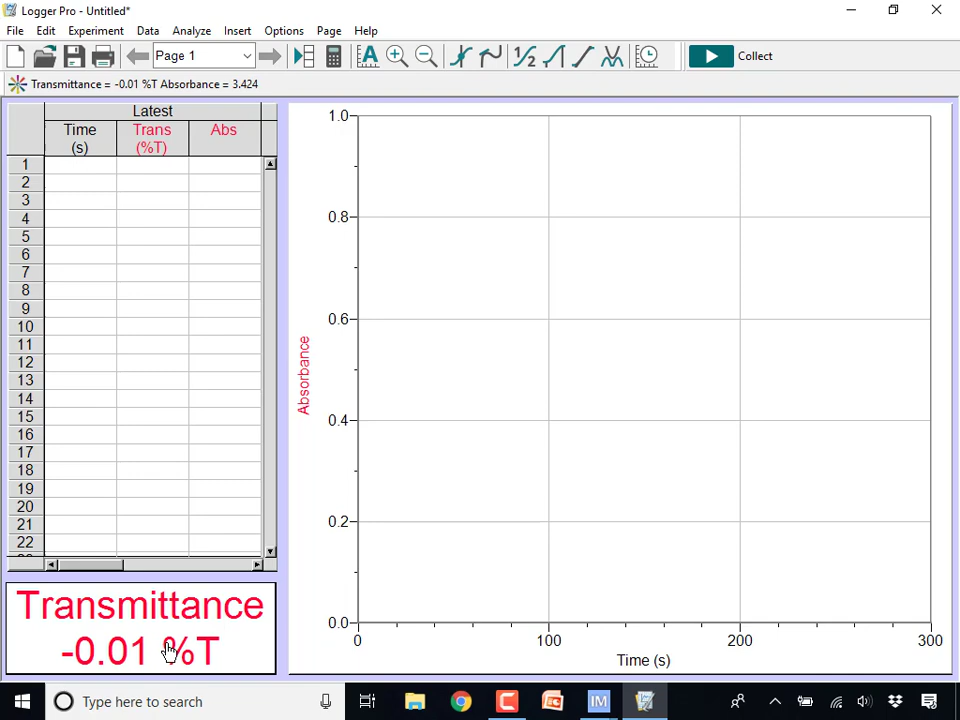 Logger Pro - Untitled*
File Edit Experiment Data Analyze Insert Options Page Help
Page 1
Collect
Transmittance = -0.01 %T Absorbance = 3.424
Latest
Time (s)
Trans (%T)
Abs
1
2
3
4
5
6
7
8
9
10
11
12
13
14
15
16
17
18
19
20
21
22
Transmittance
-0.01 %T
1.0
0.8
0.6
0.4
0.2
0.0
Absorbance
0 100 200 300
Time (s)
Type here to search
IM